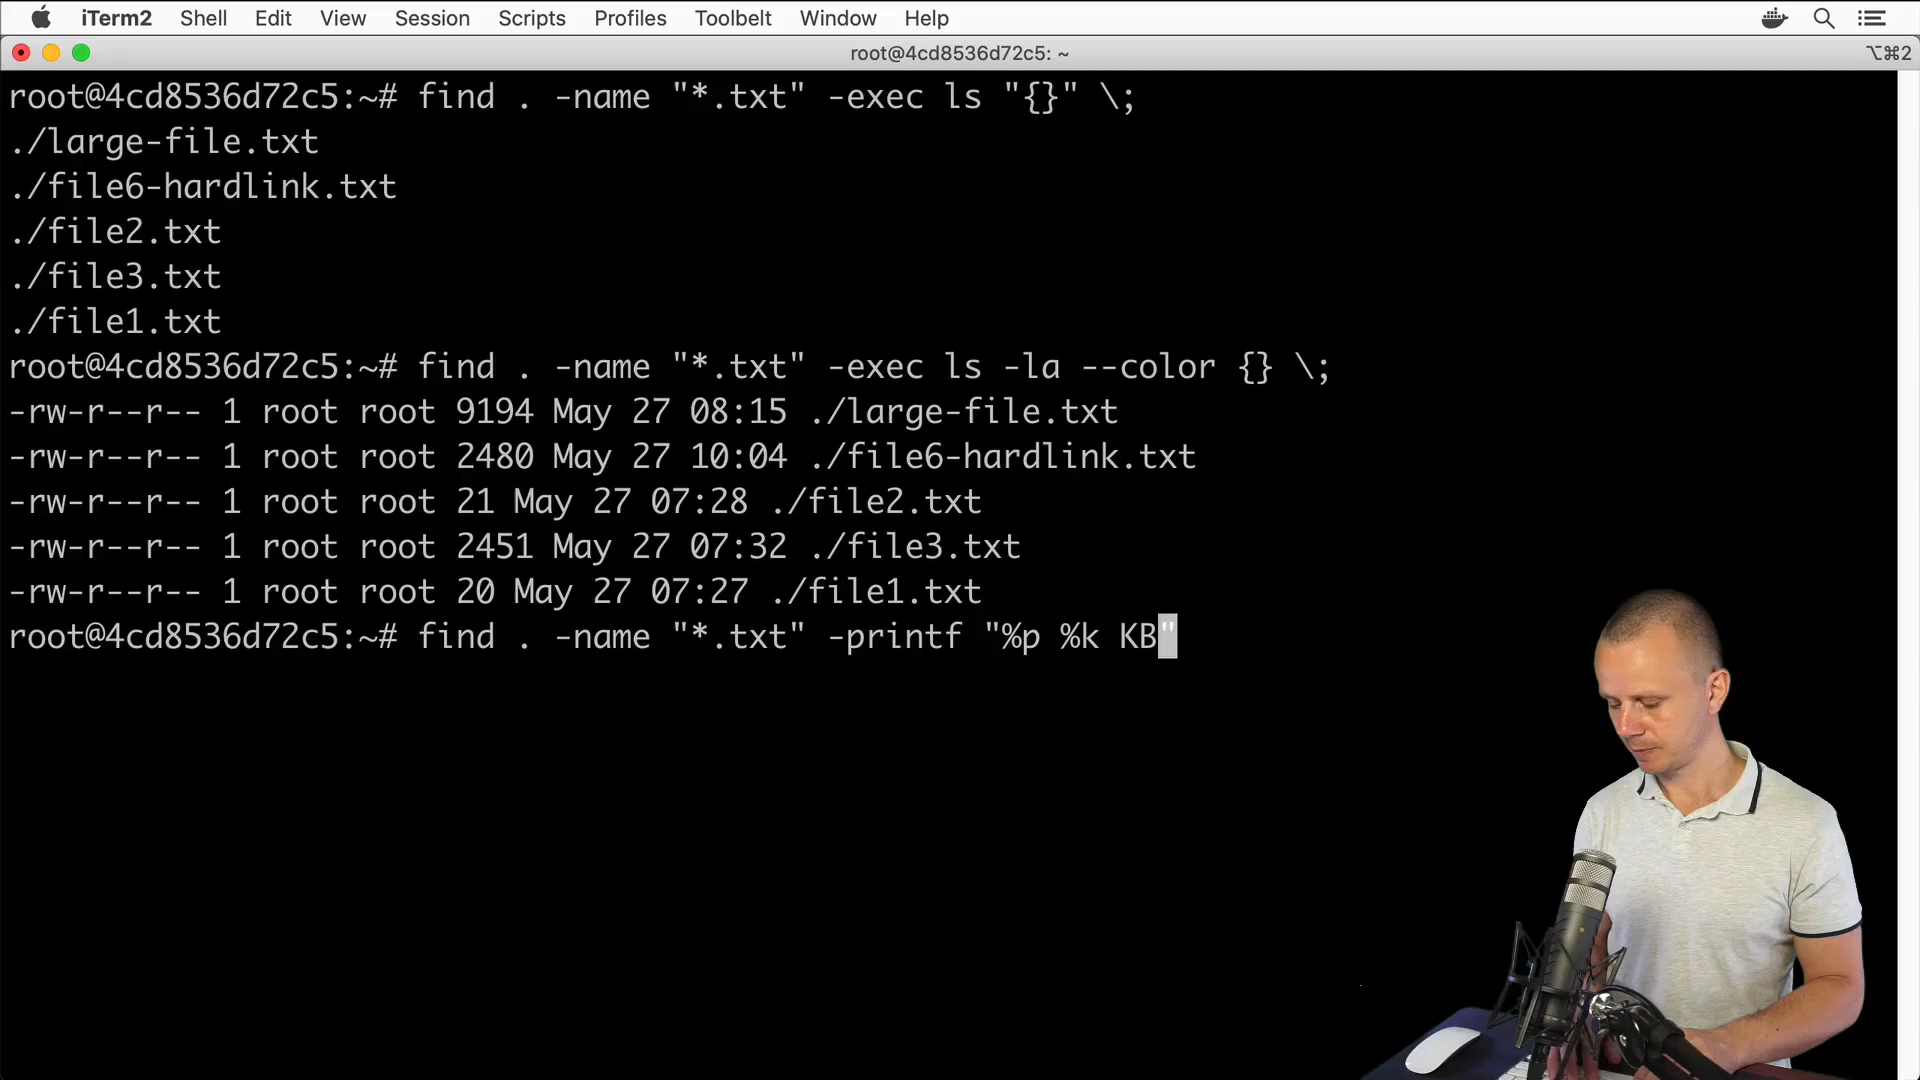 iTerm2 Shell Edit View Session Scripts Profiles Toolbelt Window Help
root@4cd8536d72c5: ~ ⌥⌘2
root@4cd8536d72c5:~# find . -name "*.txt" -exec ls "{}" \;
./large-file.txt
./file6-hardlink.txt
./file2.txt
./file3.txt
./file1.txt
root@4cd8536d72c5:~# find . -name "*.txt" -exec ls -la --color {} \;
-rw-r--r-- 1 root root 9194 May 27 08:15 ./large-file.txt
-rw-r--r-- 1 root root 2480 May 27 10:04 ./file6-hardlink.txt
-rw-r--r-- 1 root root 21 May 27 07:28 ./file2.txt
-rw-r--r-- 1 root root 2451 May 27 07:32 ./file3.txt
-rw-r--r-- 1 root root 20 May 27 07:27 ./file1.txt
root@4cd8536d72c5:~# find . -name "*.txt" -printf "%p %k KB"